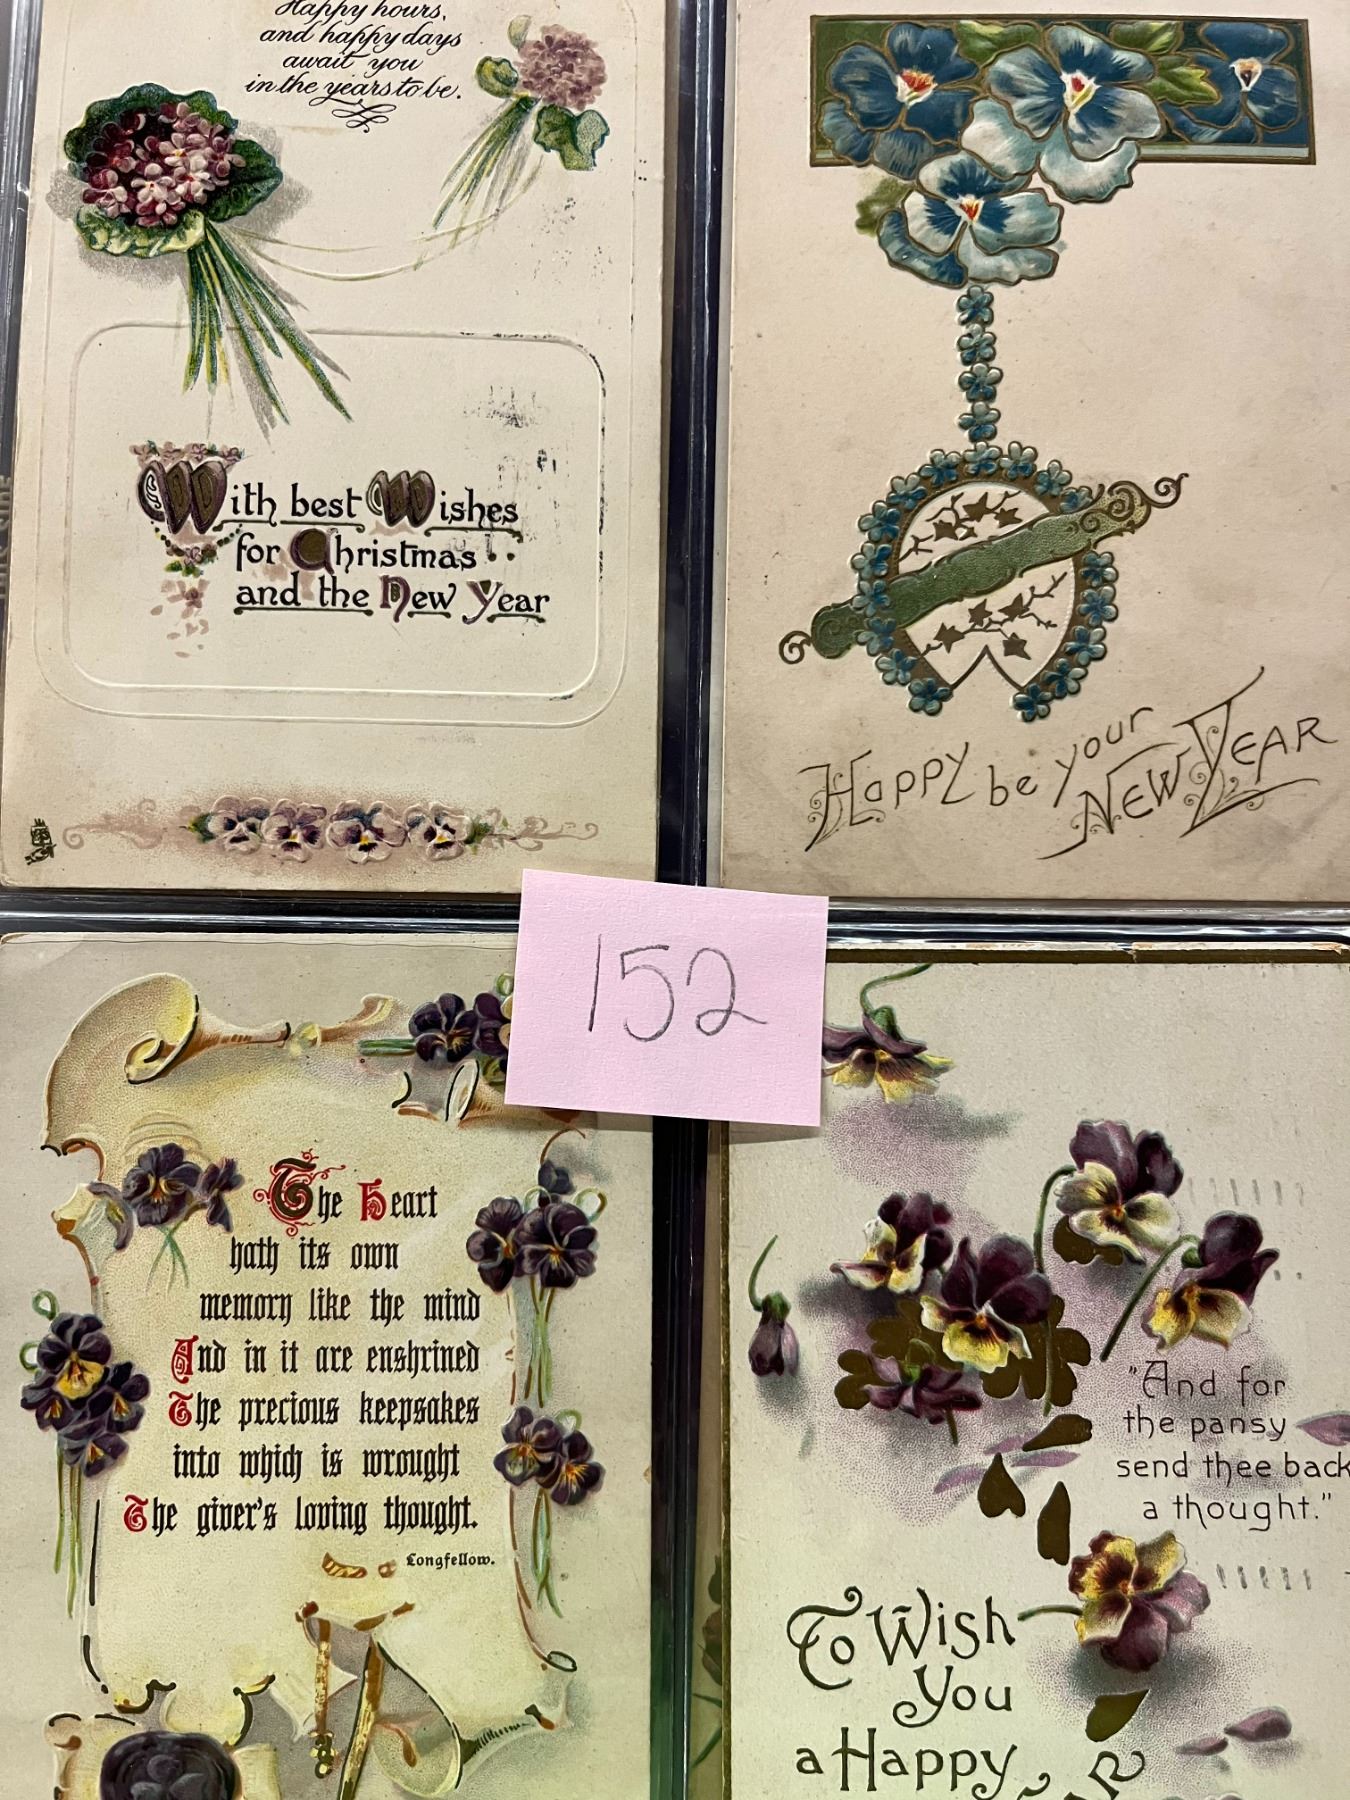 Happy hours,
and happy days
await you
in the years to be.
With best Wishes
for Christmas
and the New Year
Happy be your
New Year
152
The Heart
hath its own
memory like the mind
And in it are enshrined
The precious keepsakes
into which is wrought
The giver's loving thought.
Longfellow.
"And for
the pansy
send thee back
a thought."
To Wish
You
a Happy